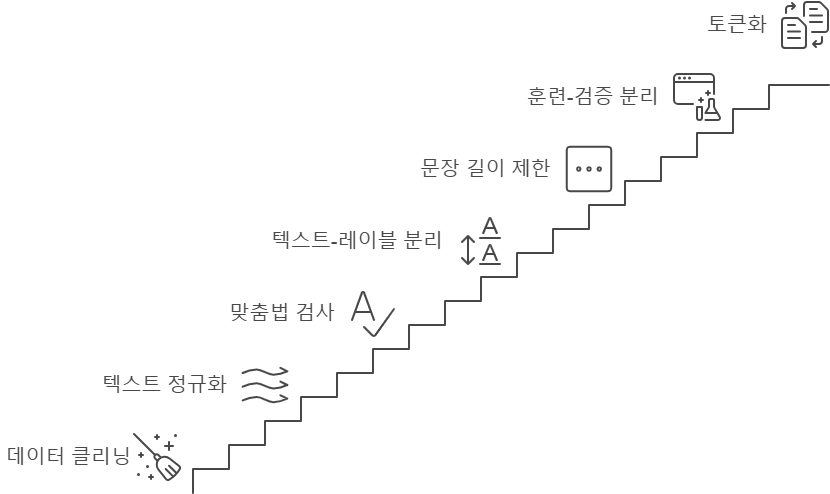 토큰화
훈련-검증 분리
문장 길이 제한
텍스트-레이블 분리
맞춤법 검사
텍스트 정규화
데이터 클리닝